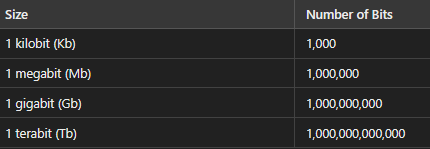 Size Number of Bits
1 kilobit (Kb) 1,000
1 megabit (Mb) 1,000,000
1 gigabit (Gb) 1,000,000,000
1 terabit (Tb) 1,000,000,000,000